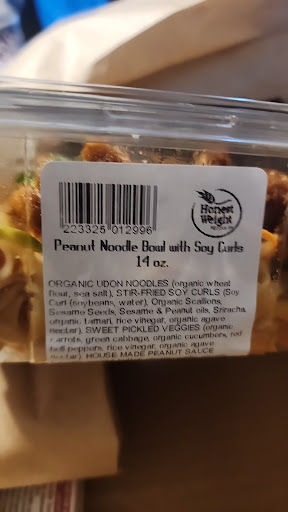 Honest
Weight
223325 012996
Peanut Noodle Bowl with Soy Curls
14 oz.
ORGANIC UDON NOODLES (organic wheat
flour, sea salt), STIR-FRIED SOY CURLS (Soy
Curl (soybeans, water), Organic Scallions,
Sesame Seeds, Sesame & Peanut oils, Sriracha,
organic tamari, rice vinegar, organic agave
nectar), SWEET PICKLED VEGGIES (organic
carrots, green cabbage, organic cucumbers, red
bell peppers, rice vinegar, organic agave
nectar), HOUSE MADE PEANUT SAUCE